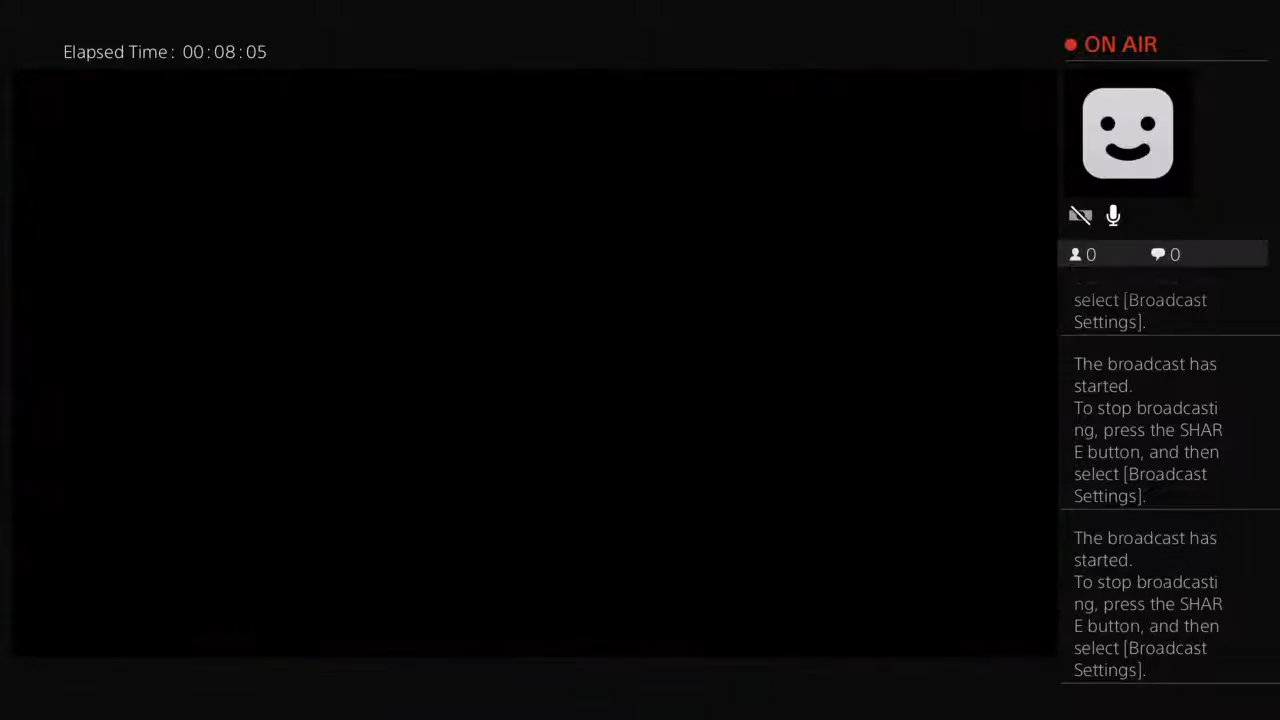 Elapsed Time: 00:08:05
ON AIR
0 0
select [Broadcast
Settings].
The broadcast has
started.
To stop broadcasti
ng, press the SHAR
E button, and then
select [Broadcast
Settings].
The broadcast has
started.
To stop broadcasti
ng, press the SHAR
E button, and then
select [Broadcast
Settings].